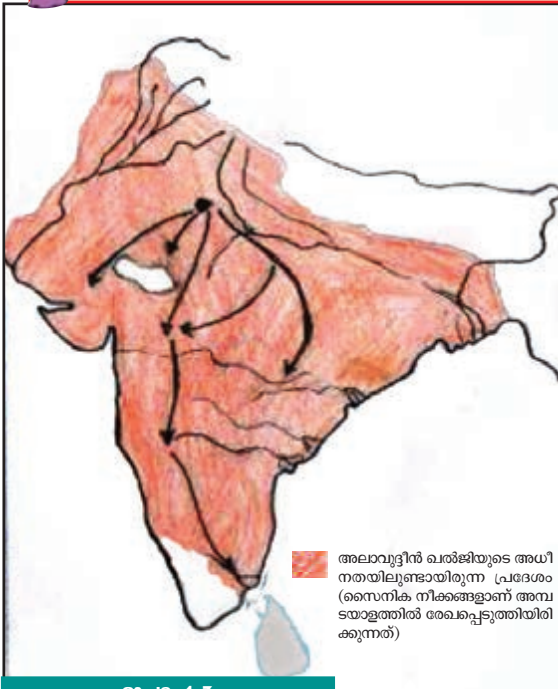 അലാവുദ്ദീൻ ഖൽജിയുടെ അധീ
നതയിലുണ്ടായിരുന്ന പ്രദേശം
(സൈനിക നീക്കങ്ങളാണ് അമ്പ
ടയാളത്തിൽ രേഖപ്പെടുത്തിയിരി
ക്കുന്നത്)